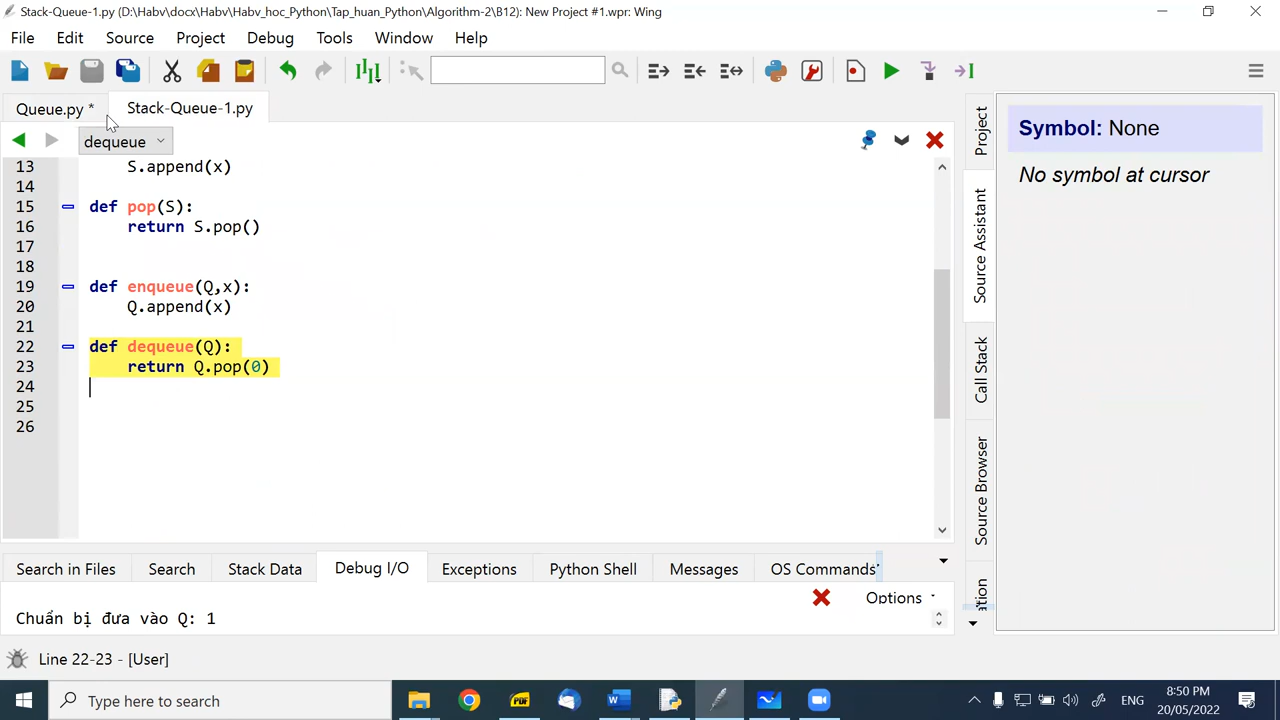 Stack-Queue-1.py (D:\Habv\docx\Habv\Habv_hoc_Python\Tap_huan_Python\Algorithm-2\B12): New Project #1.wpr: Wing
File Edit Source Project Debug Tools Window Help
Queue.py * Stack-Queue-1.py
dequeue
13 S.append(x)
14
15 def pop(S):
16 return S.pop()
17
18
19 def enqueue(Q,x):
20 Q.append(x)
21
22 def dequeue(Q):
23 return Q.pop(0)
24
25
26
Project
Source Assistant
Call Stack
Source Browser
Symbol: None
No symbol at cursor
Search in Files Search Stack Data Debug I/O Exceptions Python Shell Messages OS Commands
Options
Chuẩn bị đưa vào Q: 1
Line 22-23 - [User]
Type here to search
PDF
ENG
8:50 PM
20/05/2022